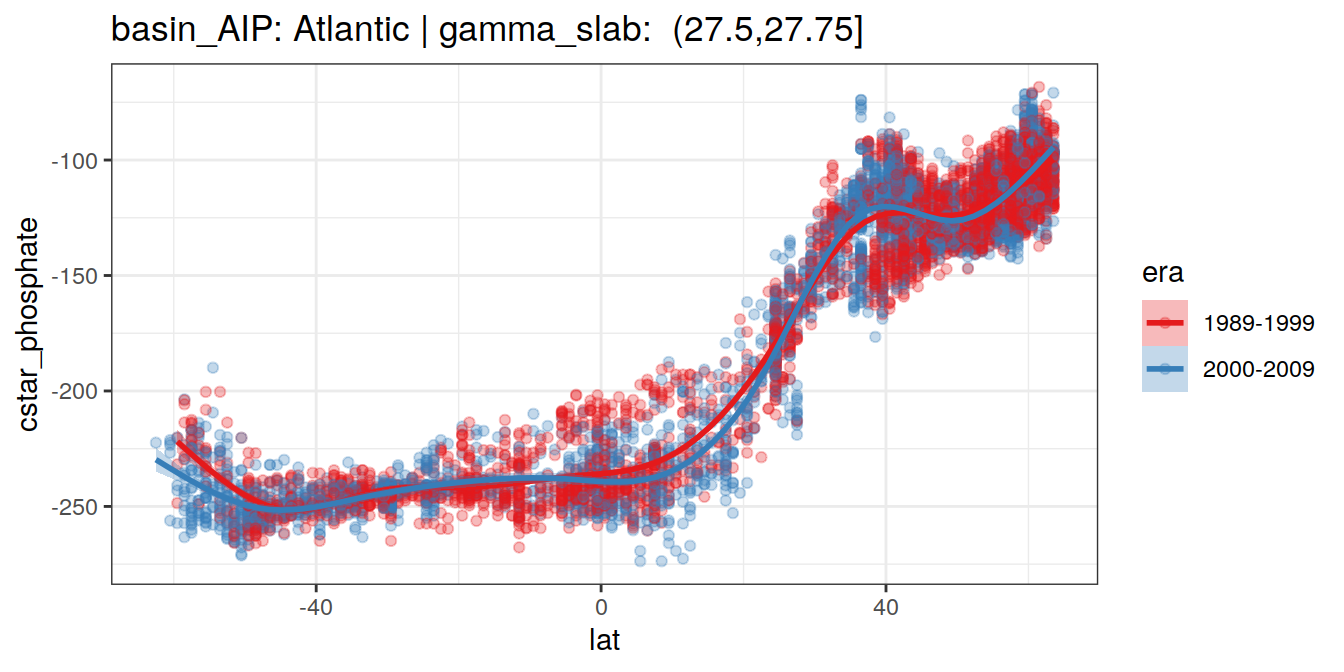 basin_AIP: Atlantic | gamma_slab:  (27.5,27.75]
cstar_phosphate
-100
-150
-200
-250
-40
0
40
lat
era
1989-1999
2000-2009